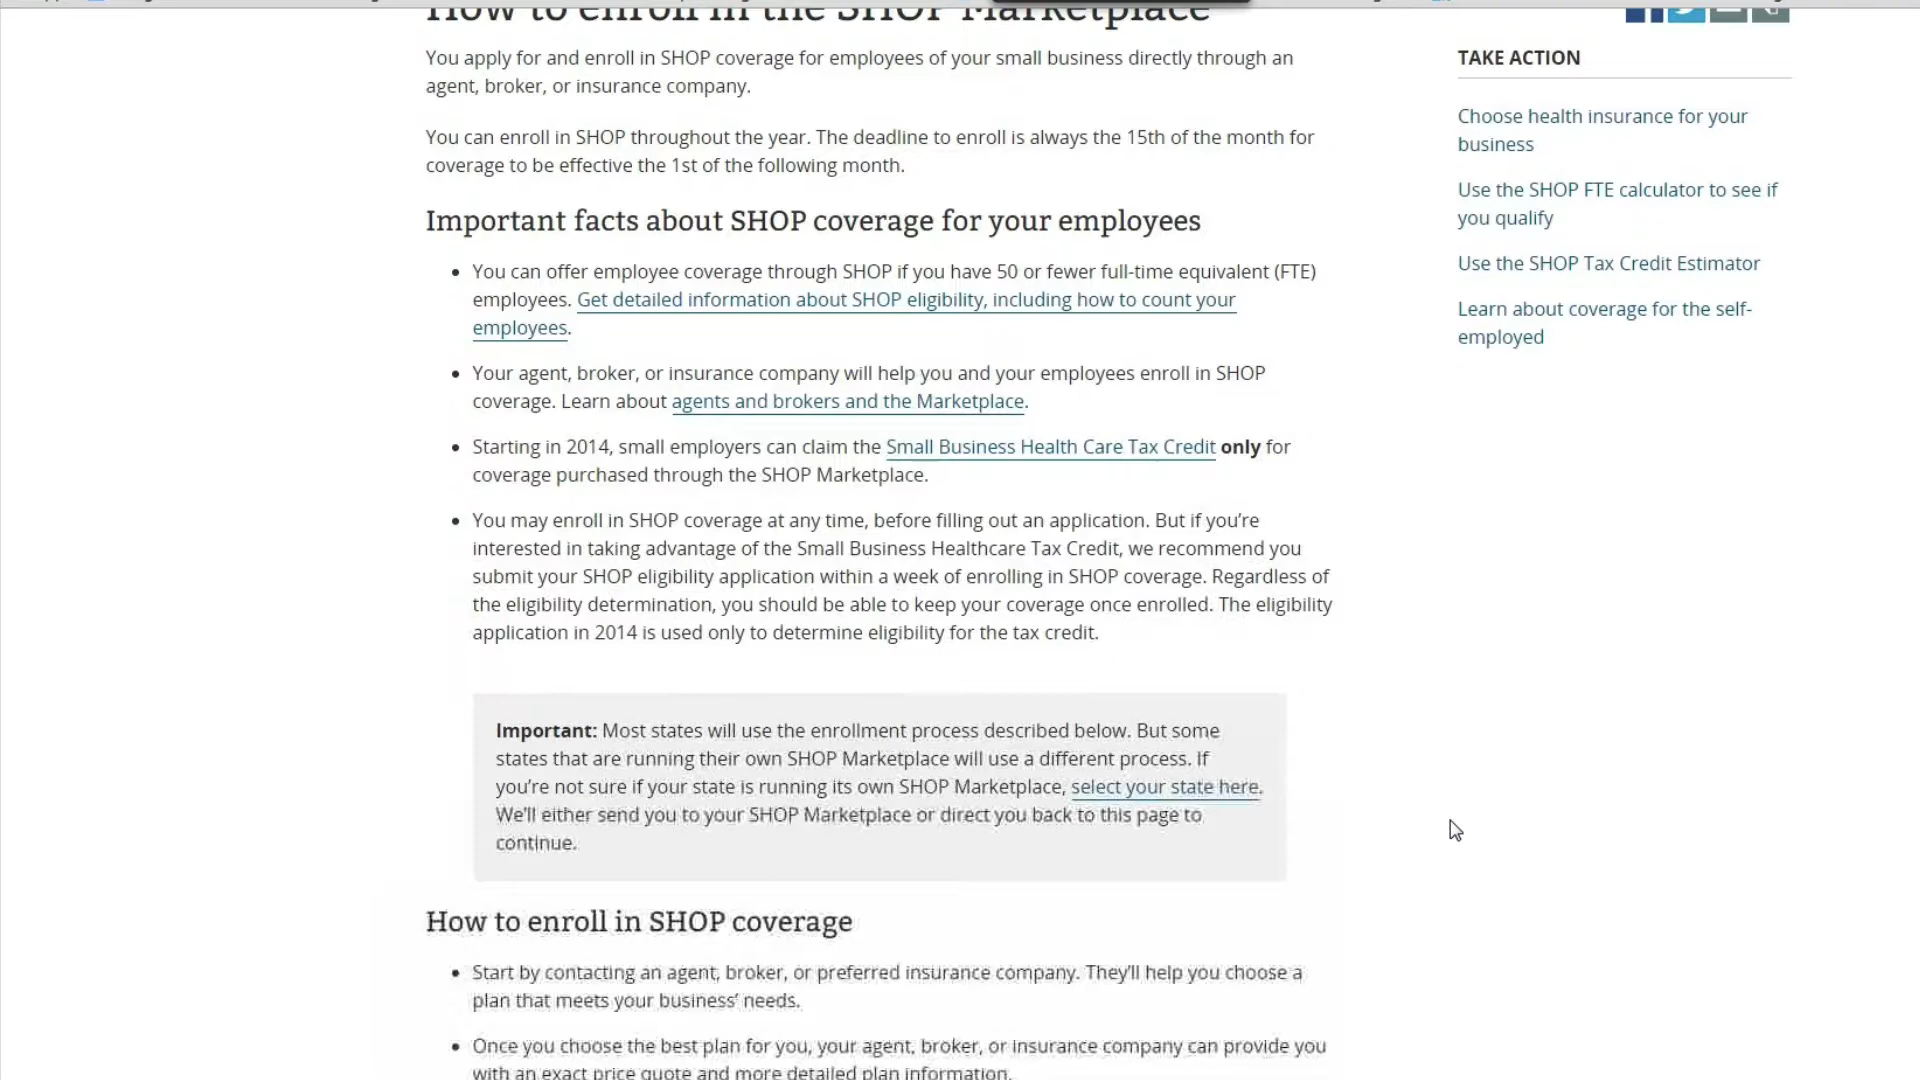 How to enroll in the SHOP Marketplace
You apply for and enroll in SHOP coverage for employees of your small business directly through an
agent, broker, or insurance company.
You can enroll in SHOP throughout the year. The deadline to enroll is always the 15th of the month for
coverage to be effective the 1st of the following month.
Important facts about SHOP coverage for your employees
• You can offer employee coverage through SHOP if you have 50 or fewer full-time equivalent (FTE)
employees. Get detailed information about SHOP eligibility, including how to count your
employees.
• Your agent, broker, or insurance company will help you and your employees enroll in SHOP
coverage. Learn about agents and brokers and the Marketplace.
• Starting in 2014, small employers can claim the Small Business Health Care Tax Credit only for
coverage purchased through the SHOP Marketplace.
• You may enroll in SHOP coverage at any time, before filling out an application. But if you’re
interested in taking advantage of the Small Business Healthcare Tax Credit, we recommend you
submit your SHOP eligibility application within a week of enrolling in SHOP coverage. Regardless of
the eligibility determination, you should be able to keep your coverage once enrolled. The eligibility
application in 2014 is used only to determine eligibility for the tax credit.
Important: Most states will use the enrollment process described below. But some
states that are running their own SHOP Marketplace will use a different process. If
you’re not sure if your state is running its own SHOP Marketplace, select your state here.
We’ll either send you to your SHOP Marketplace or direct you back to this page to
continue.
How to enroll in SHOP coverage
• Start by contacting an agent, broker, or preferred insurance company. They’ll help you choose a
plan that meets your business’ needs.
• Once you choose the best plan for you, your agent, broker, or insurance company can provide you
with an exact price quote and more detailed plan information.
TAKE ACTION
Choose health insurance for your
business
Use the SHOP FTE calculator to see if
you qualify
Use the SHOP Tax Credit Estimator
Learn about coverage for the self-
employed